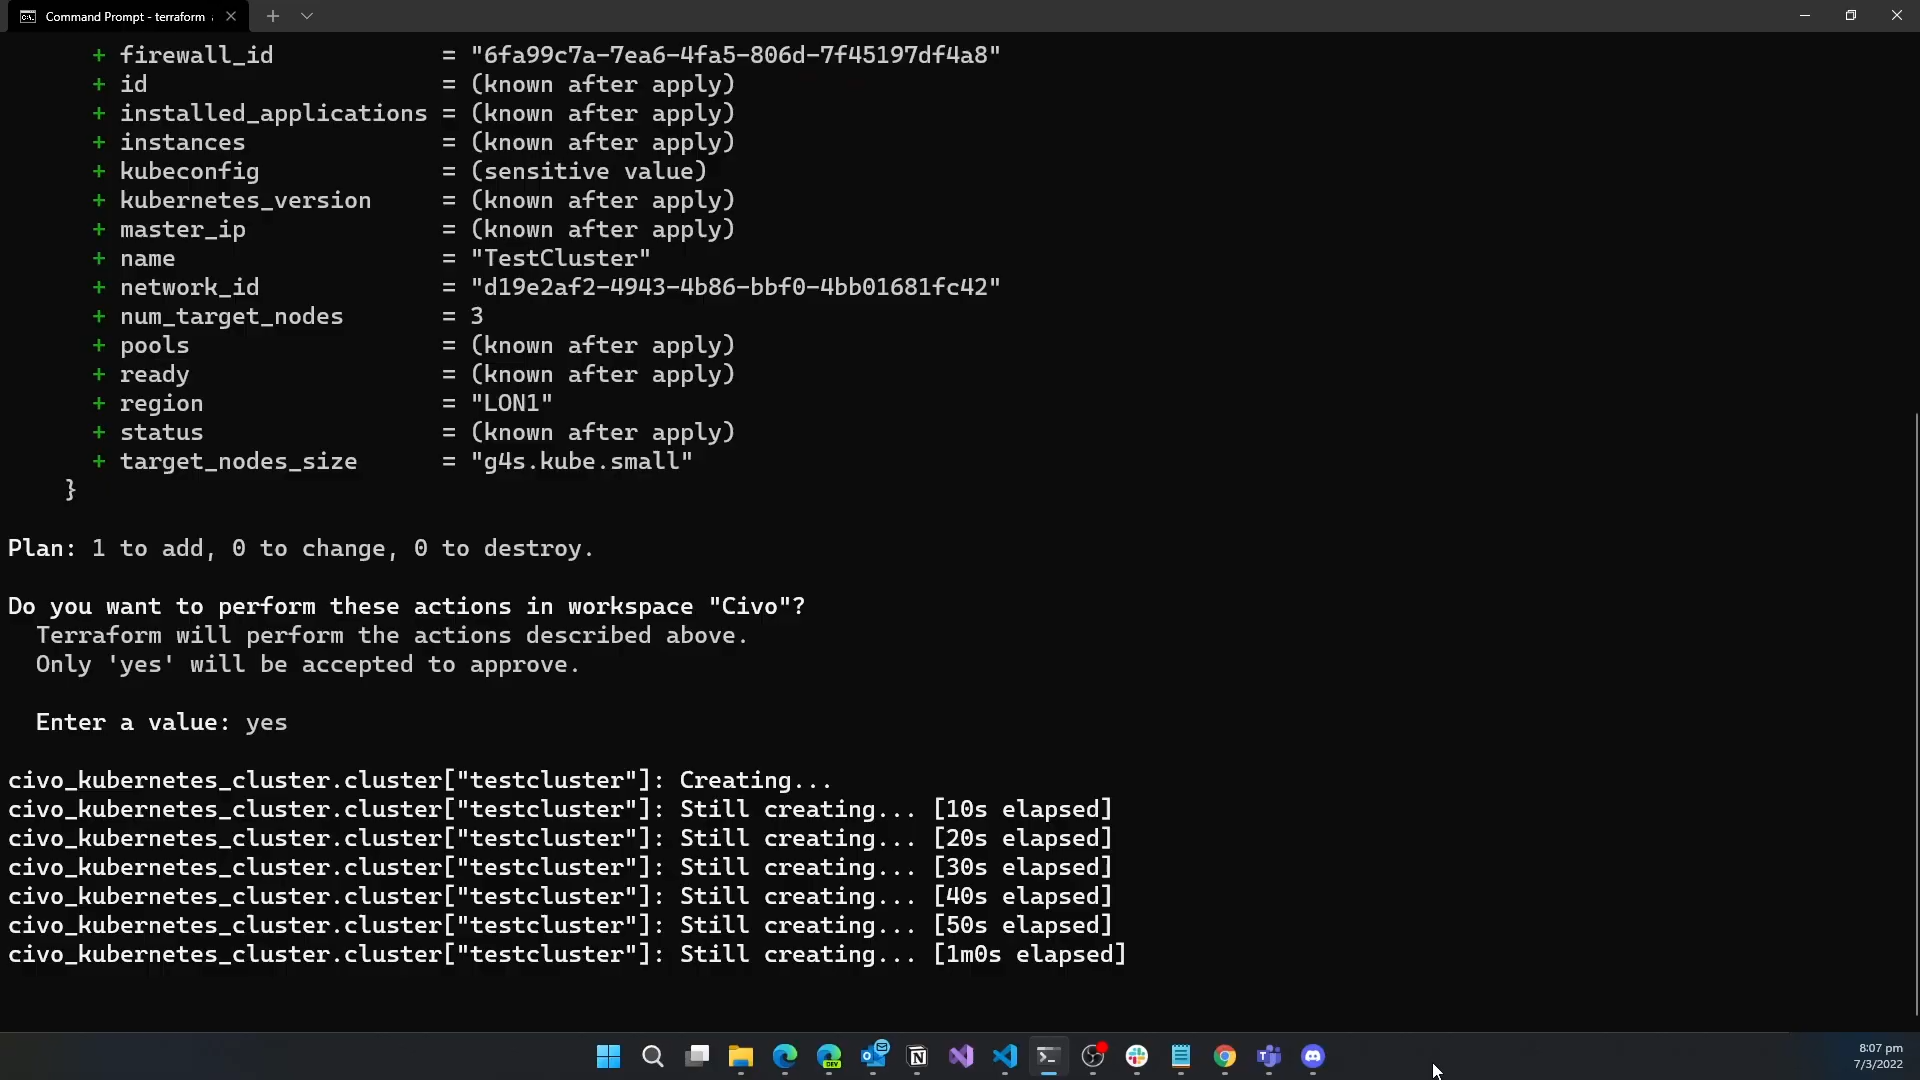 Command Prompt - terraform
+ firewall_id = "6fa99c7a-7ea6-4fa5-806d-7f45197df4a8"
+ id = (known after apply)
+ installed_applications = (known after apply)
+ instances = (known after apply)
+ kubeconfig = (sensitive value)
+ kubernetes_version = (known after apply)
+ master_ip = (known after apply)
+ name = "TestCluster"
+ network_id = "d19e2af2-4943-4b86-bbf0-4bb01681fc42"
+ num_target_nodes = 3
+ pools = (known after apply)
+ ready = (known after apply)
+ region = "LON1"
+ status = (known after apply)
+ target_nodes_size = "g4s.kube.small"
}
Plan: 1 to add, 0 to change, 0 to destroy.
Do you want to perform these actions in workspace "Civo"?
Terraform will perform the actions described above.
Only 'yes' will be accepted to approve.
Enter a value: yes
civo_kubernetes_cluster.cluster["testcluster"]: Creating...
civo_kubernetes_cluster.cluster["testcluster"]: Still creating... [10s elapsed]
civo_kubernetes_cluster.cluster["testcluster"]: Still creating... [20s elapsed]
civo_kubernetes_cluster.cluster["testcluster"]: Still creating... [30s elapsed]
civo_kubernetes_cluster.cluster["testcluster"]: Still creating... [40s elapsed]
civo_kubernetes_cluster.cluster["testcluster"]: Still creating... [50s elapsed]
civo_kubernetes_cluster.cluster["testcluster"]: Still creating... [1m0s elapsed]
8:07 pm
7/3/2022